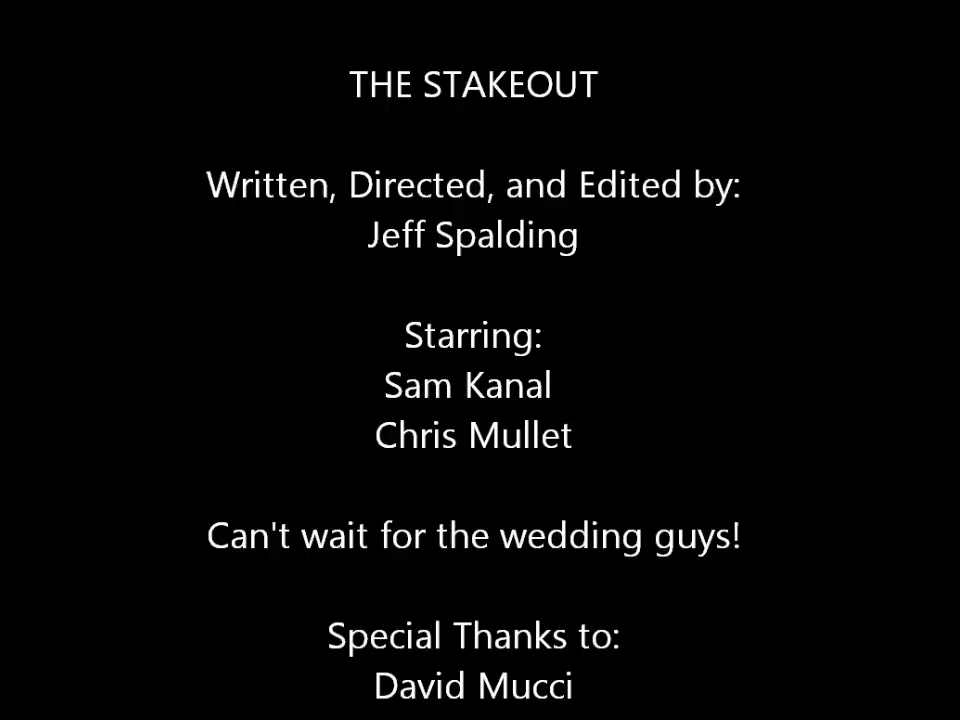 THE STAKEOUT
Written, Directed, and Edited by:
Jeff Spalding
Starring:
Sam Kanal
Chris Mullet
Can't wait for the wedding guys!
Special Thanks to:
David Mucci